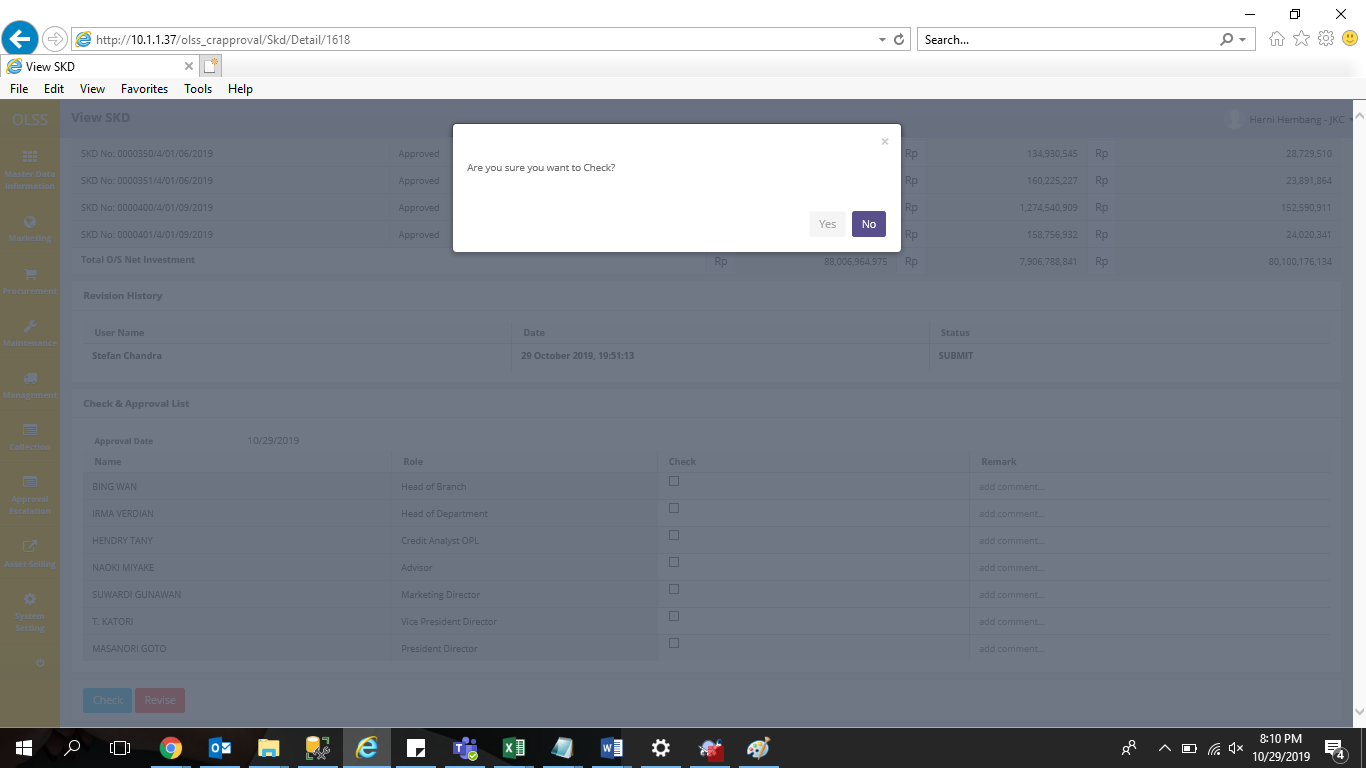 http://10.1.1.37/olss_crapproval/Skd/Detail/1618
Search...
View SKD
File Edit View Favorites Tools Help
OLSS
View SKD
Herni Hambang - JKC
SKD No: 0000350/4/01/06/2019 Approved Rp 134,930,545 Rp 28,729,510
Are you sure you want to Check?
SKD No: 0000351/4/01/06/2019 Approved Rp 160,225,227 Rp 23,891,864
SKD No: 0000400/4/01/09/2019 Approved Rp 1,274,540,909 Rp 152,590,911
Yes No
SKD No: 0000401/4/01/09/2019 Approved Rp 158,756,932 Rp 24,020,341
Total O/S Net Investment Rp 88,006,964,975 Rp 7,906,788,841 Rp 80,100,176,134
Master Data
Information
Marketing
Procurement
Maintenance
Management
Collection
Approval
Escalation
Asset Selling
System
Setting
Revision History
User Name Date Status
Stefan Chandra 29 October 2019, 19:51:13 SUBMIT
Check & Approval List
Approval Date 10/29/2019
Name Role Check Remark
BING WAN Head of Branch add comment...
IRMA VERDIAN Head of Department add comment...
HENDRY TANY Credit Analyst OPL add comment...
NAOKI MIYAKE Advisor add comment...
SUWARDI GUNAWAN Marketing Director add comment...
T. KATORI Vice President Director add comment...
MASANORI GOTO President Director add comment...
Check Revise
8:10 PM
10/29/2019
4